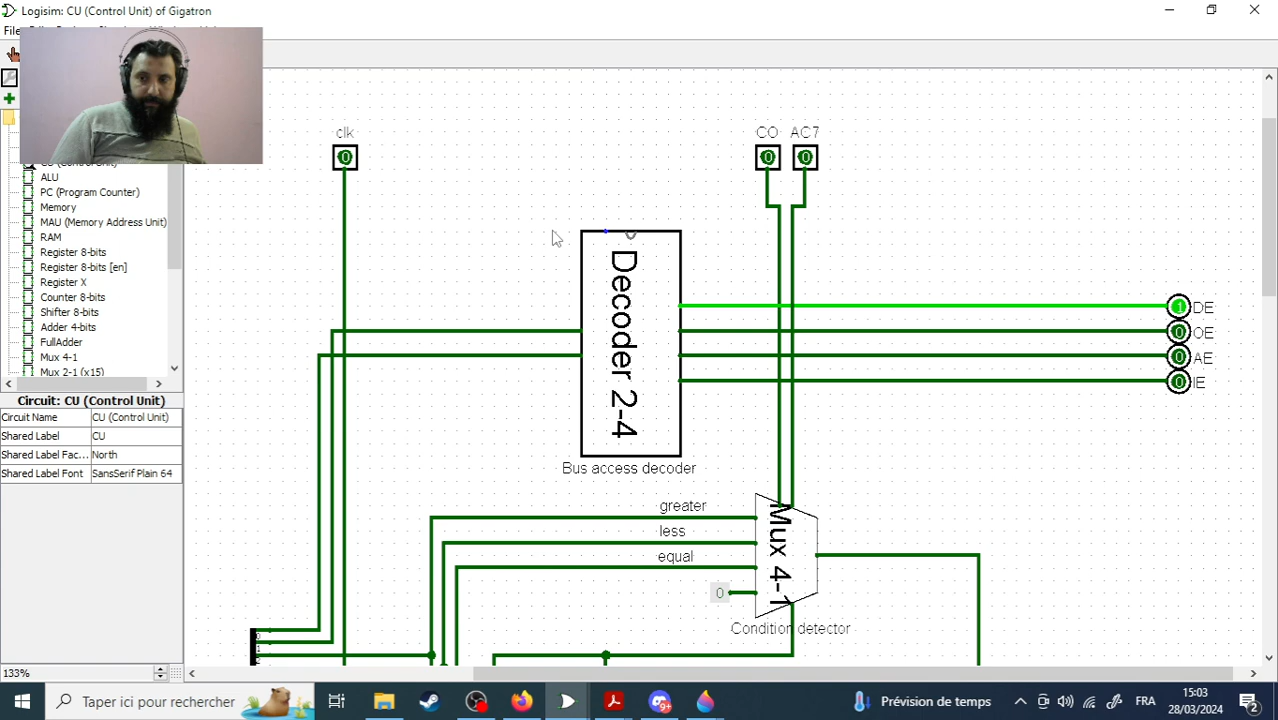 Logisim: CU (Control Unit) of Gigatron
ALU
PC (Program Counter)
Memory
MAU (Memory Address Unit)
RAM
Register 8-bits
Register 8-bits [en]
Register X
Counter 8-bits
Shifter 8-bits
Adder 4-bits
FullAdder
Mux 4-1
Mux 2-1 (x15)
Circuit: CU (Control Unit)
Circuit Name CU (Control Unit)
Shared Label CU
Shared Label Fac... North
Shared Label Font SansSerif Plain 64
133%
clk
0
CO AC7
0 0
Decoder 2-4
Bus access decoder
1 DE
0 OE
0 AE
0 IE
greater
less
equal
0
Mux 4-1
Condition detector
0
1
2
Taper ici pour rechercher
9+
Prévision de temps
FRA
15:03
28/03/2024
2